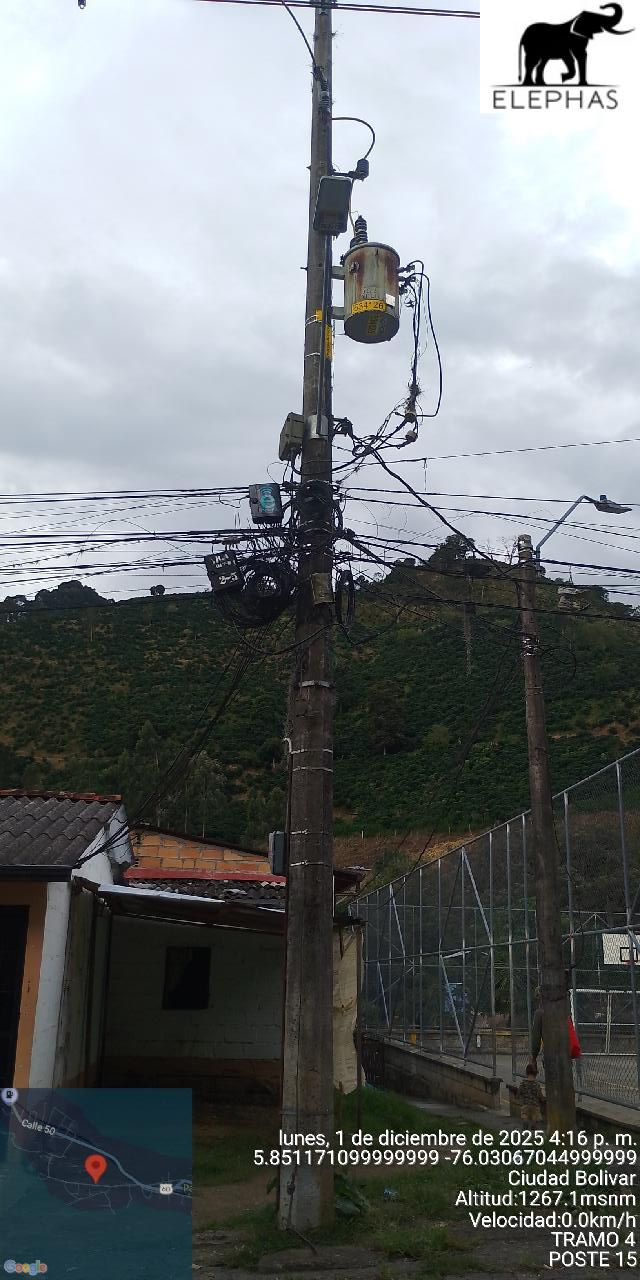 ELEPHAS
Calle 50
Google
lunes, 1 de diciembre de 2025 4:16 p. m.
5.851171099999999 -76.03067044999999
Ciudad Bolivar
Altitud:1267.1msnm
Velocidad:0.0km/h
TRAMO 4
POSTE 15